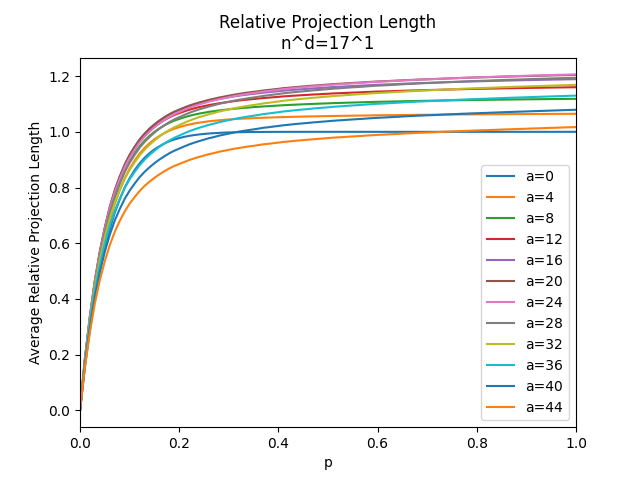 Relative Projection Length
n^d=17^1
Average Relative Projection Length
1.2
1.0
0.8
0.6
0.4
0.2
0.0
0.0
0.2
0.4
0.6
0.8
1.0
p
a=0
a=4
a=8
a=12
a=16
a=20
a=24
a=28
a=32
a=36
a=40
a=44